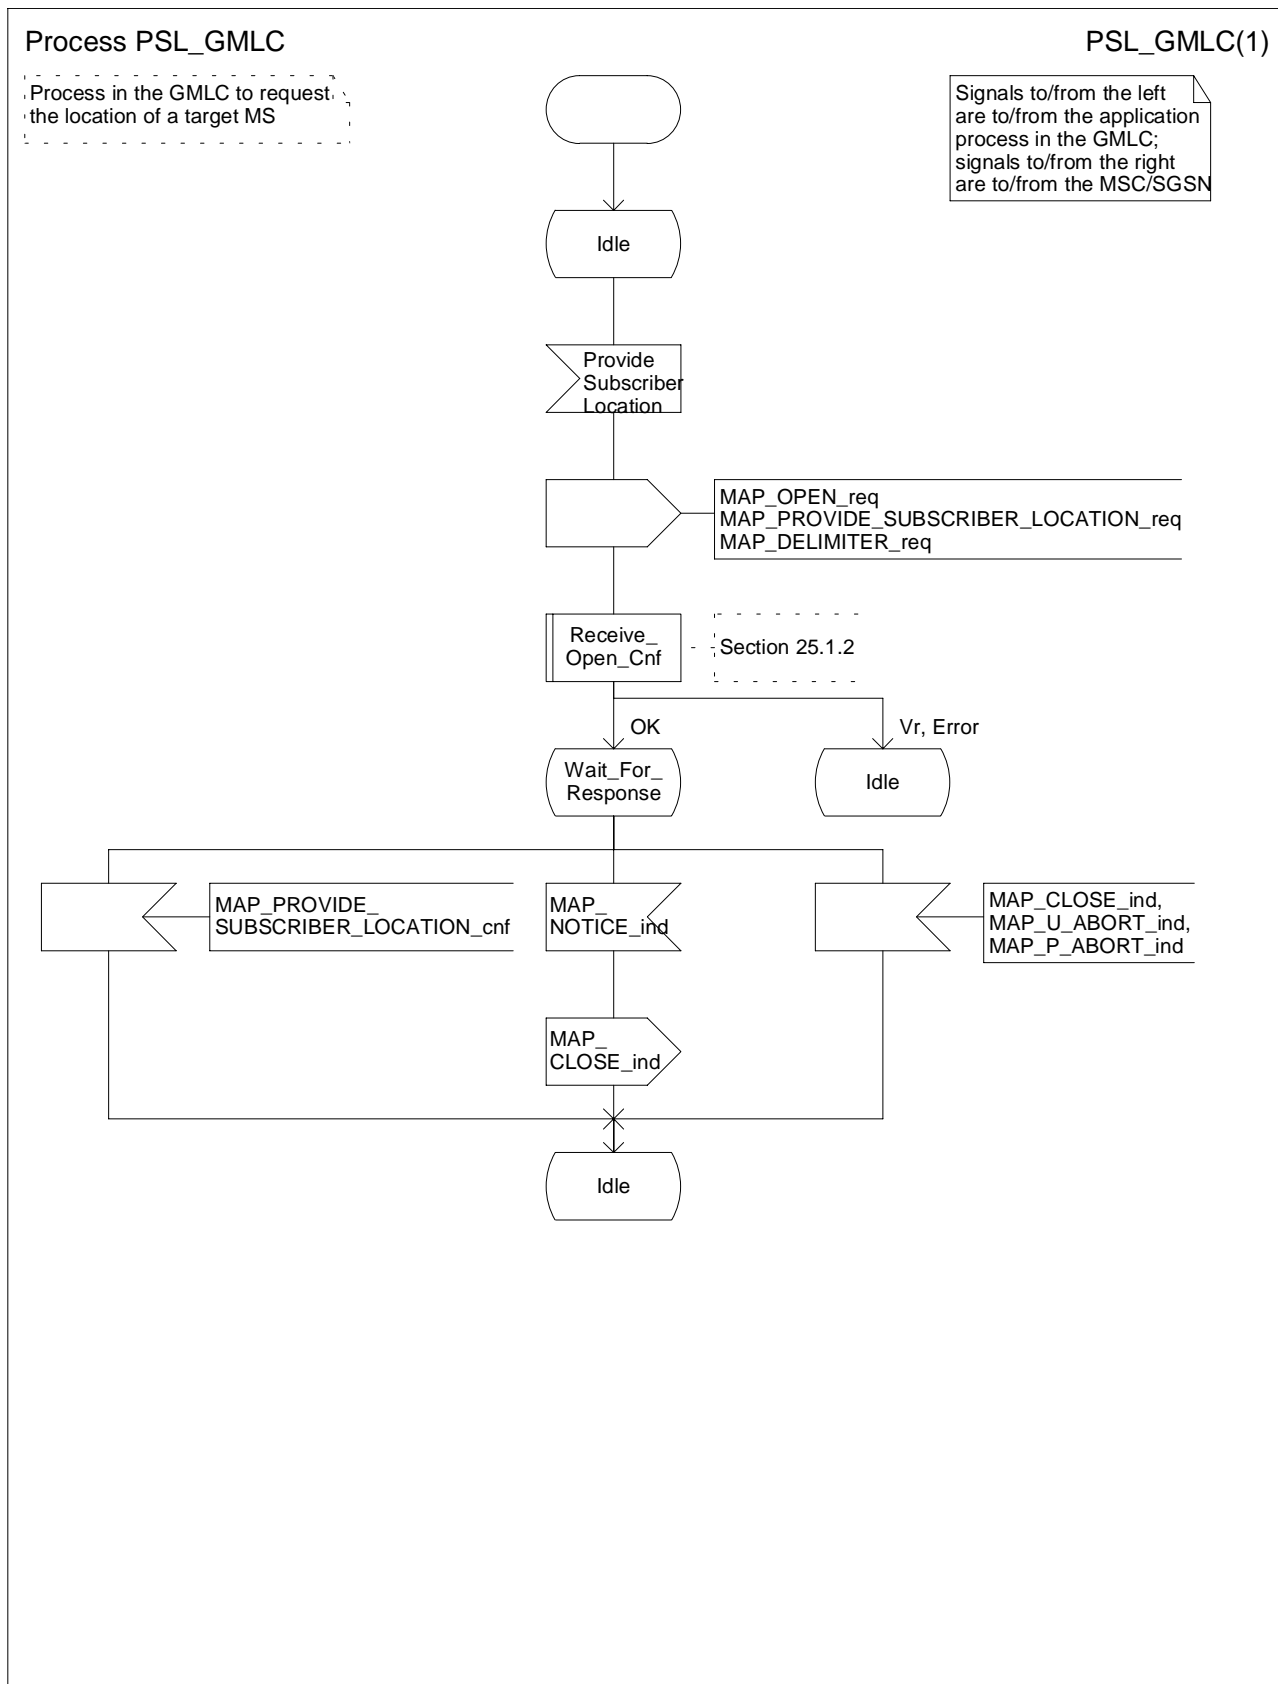 Process PSL_GMLC
PSL_GMLC(1)
Process in the GMLC to request
the location of a target MS
Signals to/from the left
are to/from the application
process in the GMLC;
signals to/from the right
are to/from the MSC/SGSN
Idle
Provide
Subscriber
Location
MAP_OPEN_req
MAP_PROVIDE_SUBSCRIBER_LOCATION_req
MAP_DELIMITER_req
Receive_
Open_Cnf
Section 25.1.2
OK
Vr, Error
Wait_For_
Response
Idle
MAP_PROVIDE_
SUBSCRIBER_LOCATION_cnf
MAP_
NOTICE_ind
MAP_CLOSE_ind,
MAP_U_ABORT_ind,
MAP_P_ABORT_ind
MAP_
CLOSE_ind
Idle